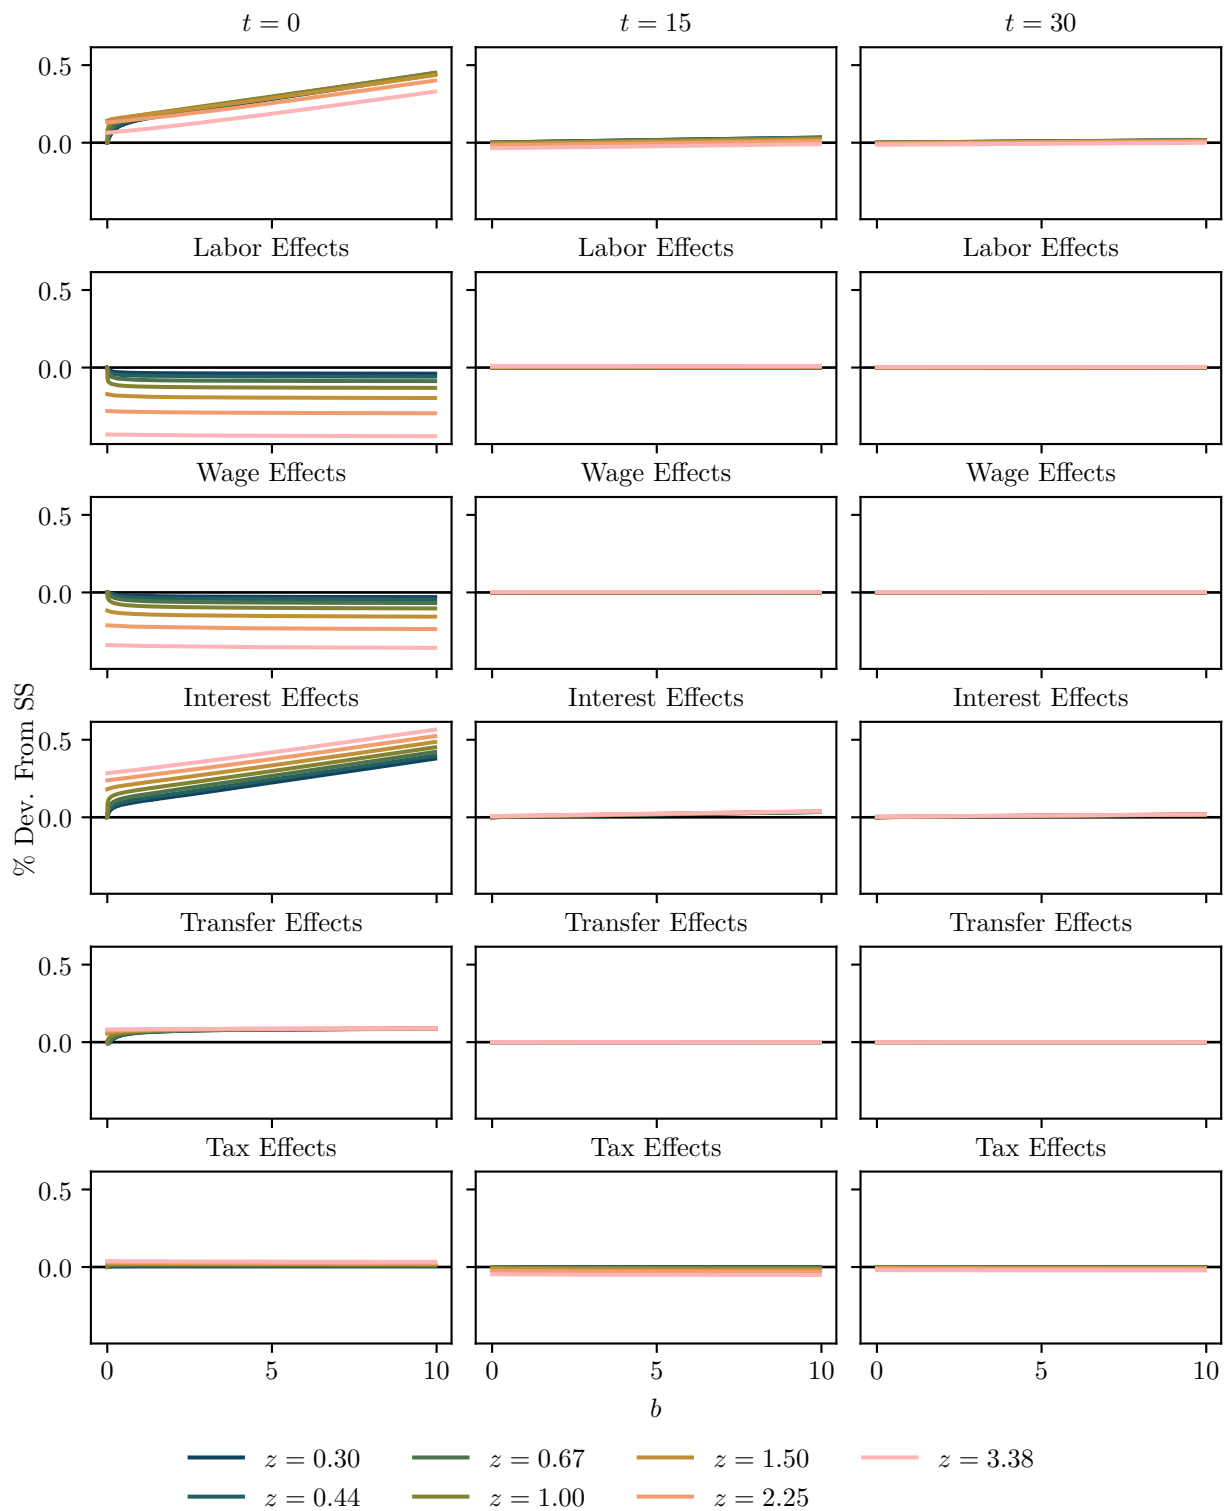 t = 0 t = 15 t = 30
0.5
0.0
Labor Effects Labor Effects Labor Effects
0.5
0.0
Wage Effects Wage Effects Wage Effects
0.5
0.0
% Dev. From SS
Interest Effects Interest Effects Interest Effects
0.5
0.0
Transfer Effects Transfer Effects Transfer Effects
0.5
0.0
Tax Effects Tax Effects Tax Effects
0.5
0.0
0 5 10 0 5 10 0 5 10
b
z = 0.30 z = 0.67 z = 1.50 z = 3.38
z = 0.44 z = 1.00 z = 2.25